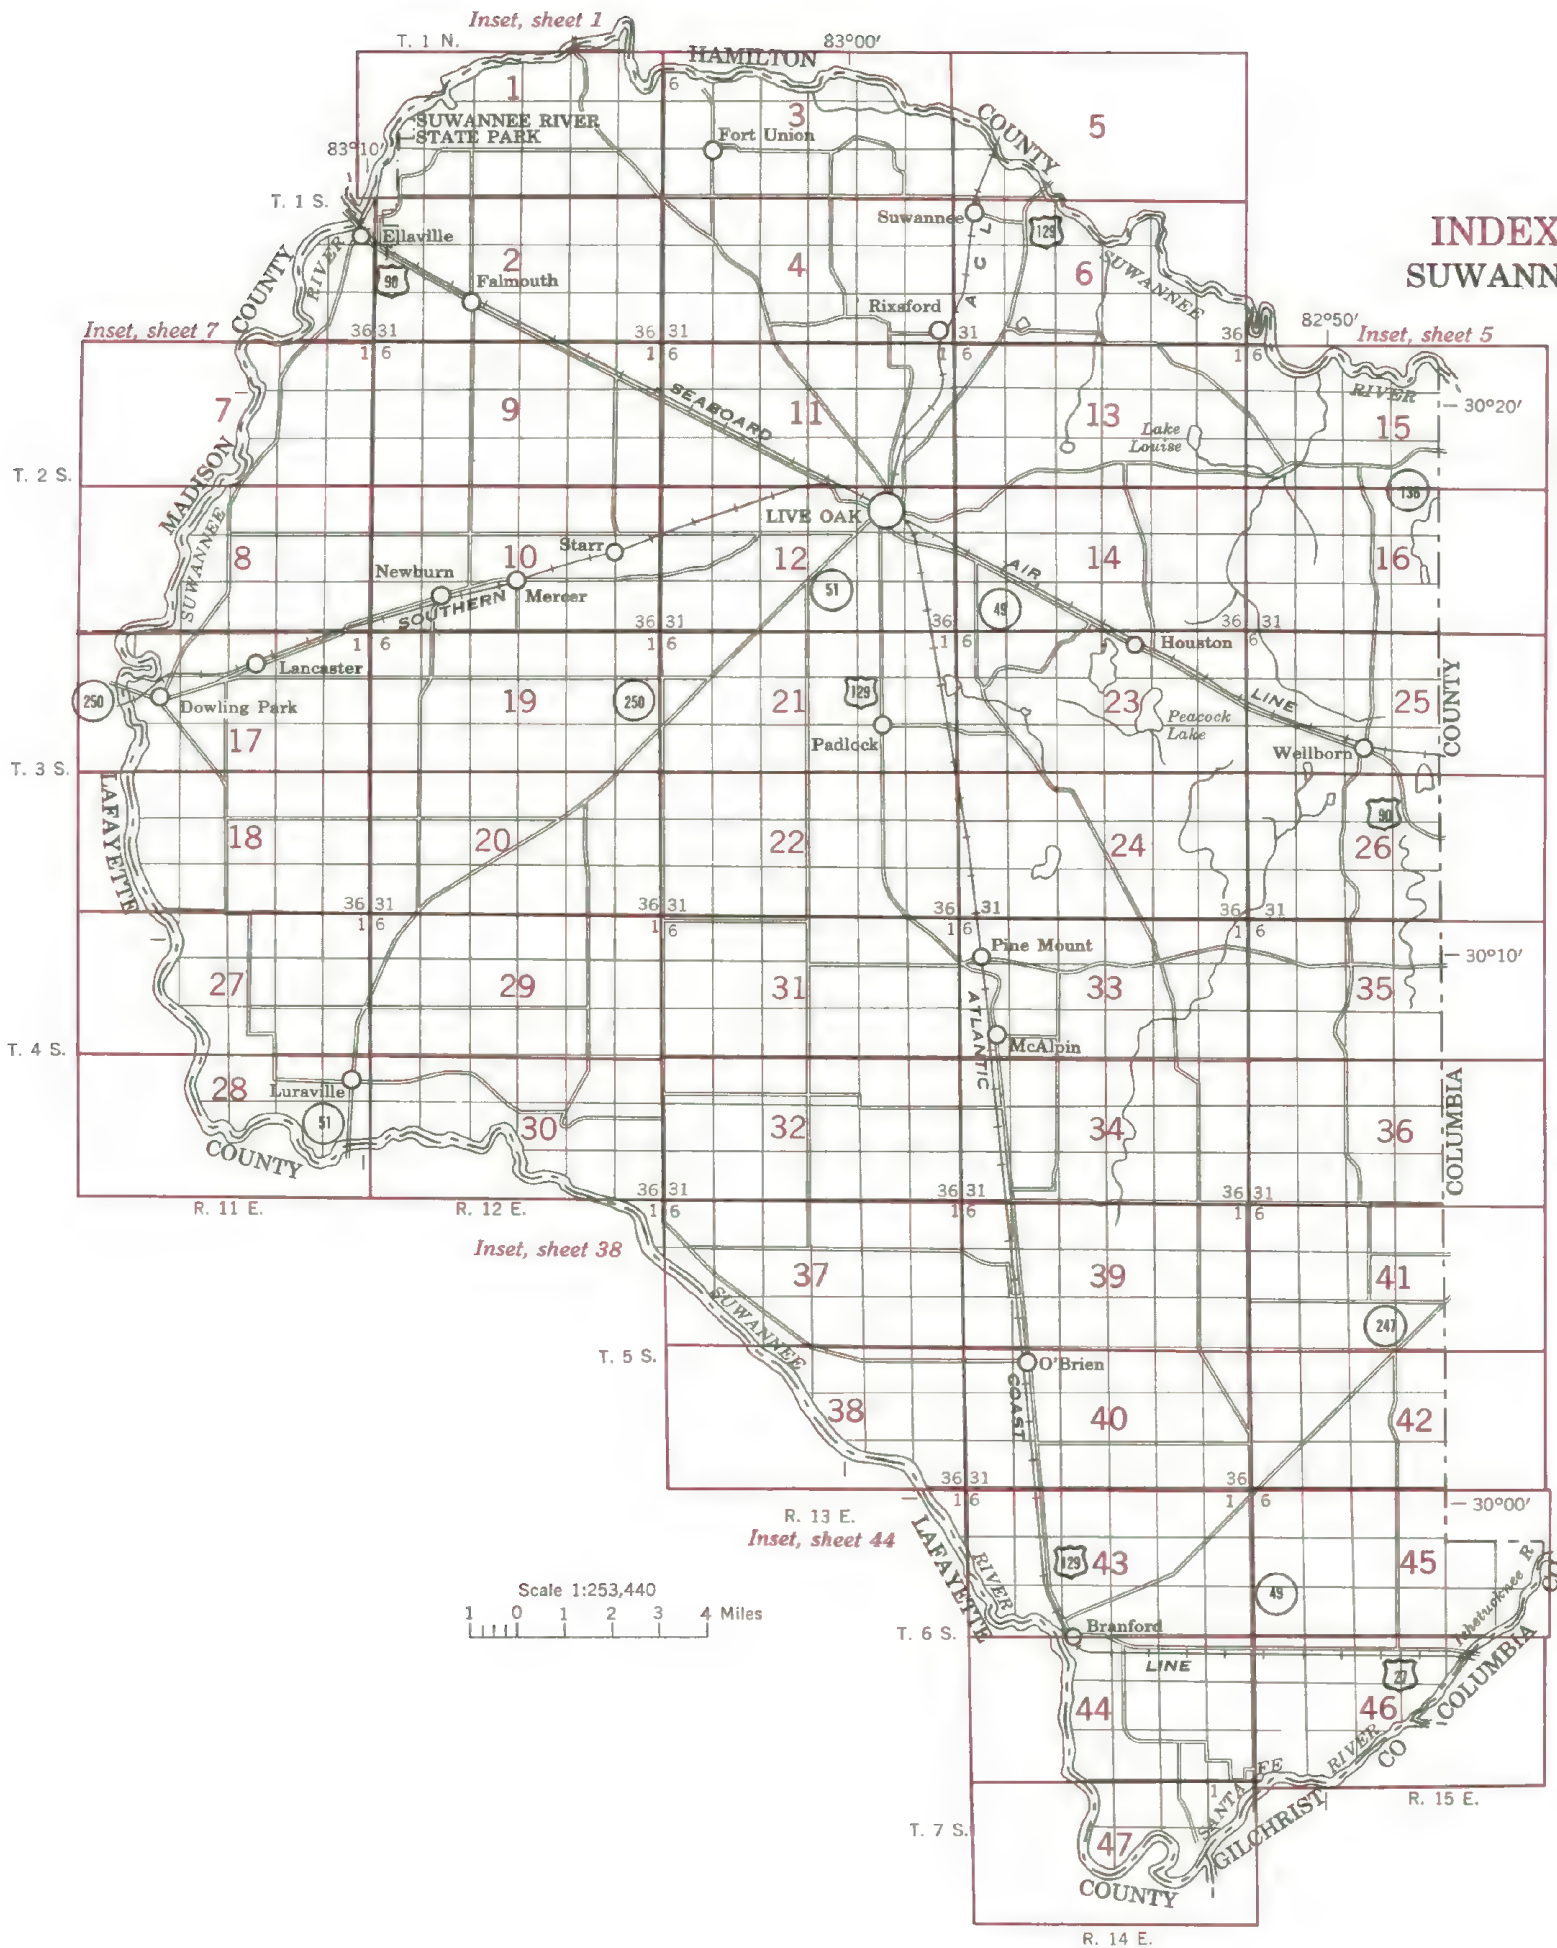 Inset, sheet 1
T. 1 N.
HAMILTON
83°00'
1
6
3
5
SUWANNEE RIVER
STATE PARK
Fort Union
COUNTY
83°10'
T. 1 S.
Suwannee
129
INDEX
SUWANN
Ellaville
RIVER
COUNTY
2
4
A C L
6
SUWANNEE
90
Falmouth
Rixsford
Inset, sheet 7
36 31
1 6
36 31
1 6
31
1 6
36
1 6
82°50'
Inset, sheet 5
7
9
SEABOARD
11
13
Lake
Louise
RIVER
15
30°20'
MADISON
T. 2 S.
136
LIVE OAK
SUWANNEE
8
10
Starr
12
14
AIR
16
Newburn
Mercer
SOUTHERN
51
49
36
1 6
36 31
1 6
36 31
6
1 6
Houston
Lancaster
250
Dowling Park
19
250
21
129
23
Peacock
Lake
LINE
25
COUNTY
17
Padlock
Wellborn
T. 3 S.
LAFAYETTE
18
20
22
24
90
26
36 31
1 6
36 31
1 6
36 31
1 6
36 31
1 6
Pine Mount
30°10'
27
29
31
33
35
ATLANTIC
McAlpin
T. 4 S.
28
Luraville
51
30
32
34
36
COLUMBIA
COUNTY
36 31
1 6
36 31
1 6
36 31
1 6
R. 11 E.
R. 12 E.
Inset, sheet 38
37
39
41
SUWANNEE
247
T. 5 S.
O'Brien
COAST
38
40
42
36 31
1 6
36
1 6
R. 13 E.
Inset, sheet 44
30°00'
LAFAYETTE
RIVER
129
43
45
49
Ichetucknee R
CO
Scale 1:253,440
1 0 1 2 3 4 Miles
T. 6 S.
Branford
LINE
27
COLUMBIA
44
46
CO
RIVER
SANTA FE
1
GILCHRIST
R. 15 E.
T. 7 S.
47
COUNTY
R. 14 E.